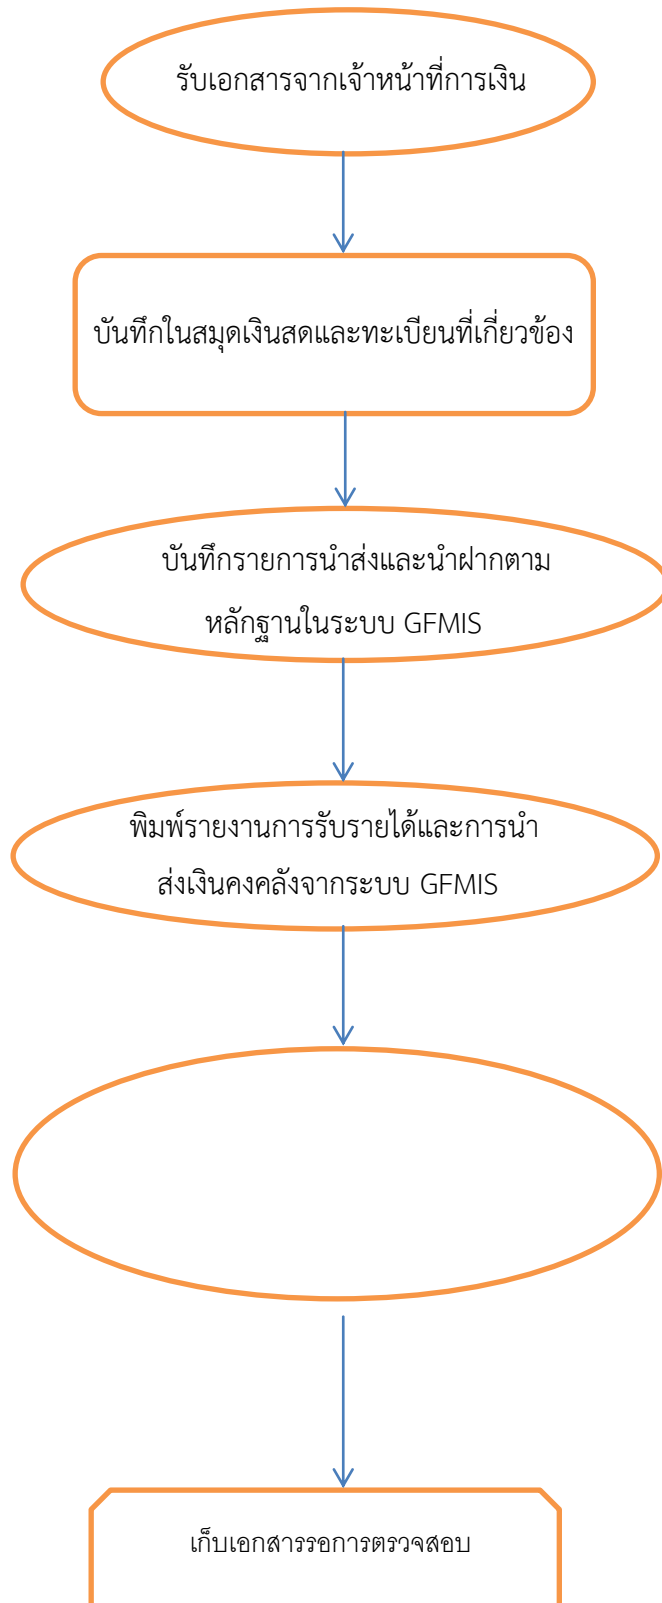 รับเอกสารจากเจ้าหน้าที่การเงิน
บันทึกในสมุดเงินสดและทะเบียนที่เกี่ยวข้อง
บันทึกรายการนำส่งและนำฝากตาม
หลักฐานในระบบ GFMIS
พิมพ์รายงานการรับรายได้และการนำ
ส่งเงินคงคลังจากระบบ GFMIS
เก็บเอกสารรอการตรวจสอบ